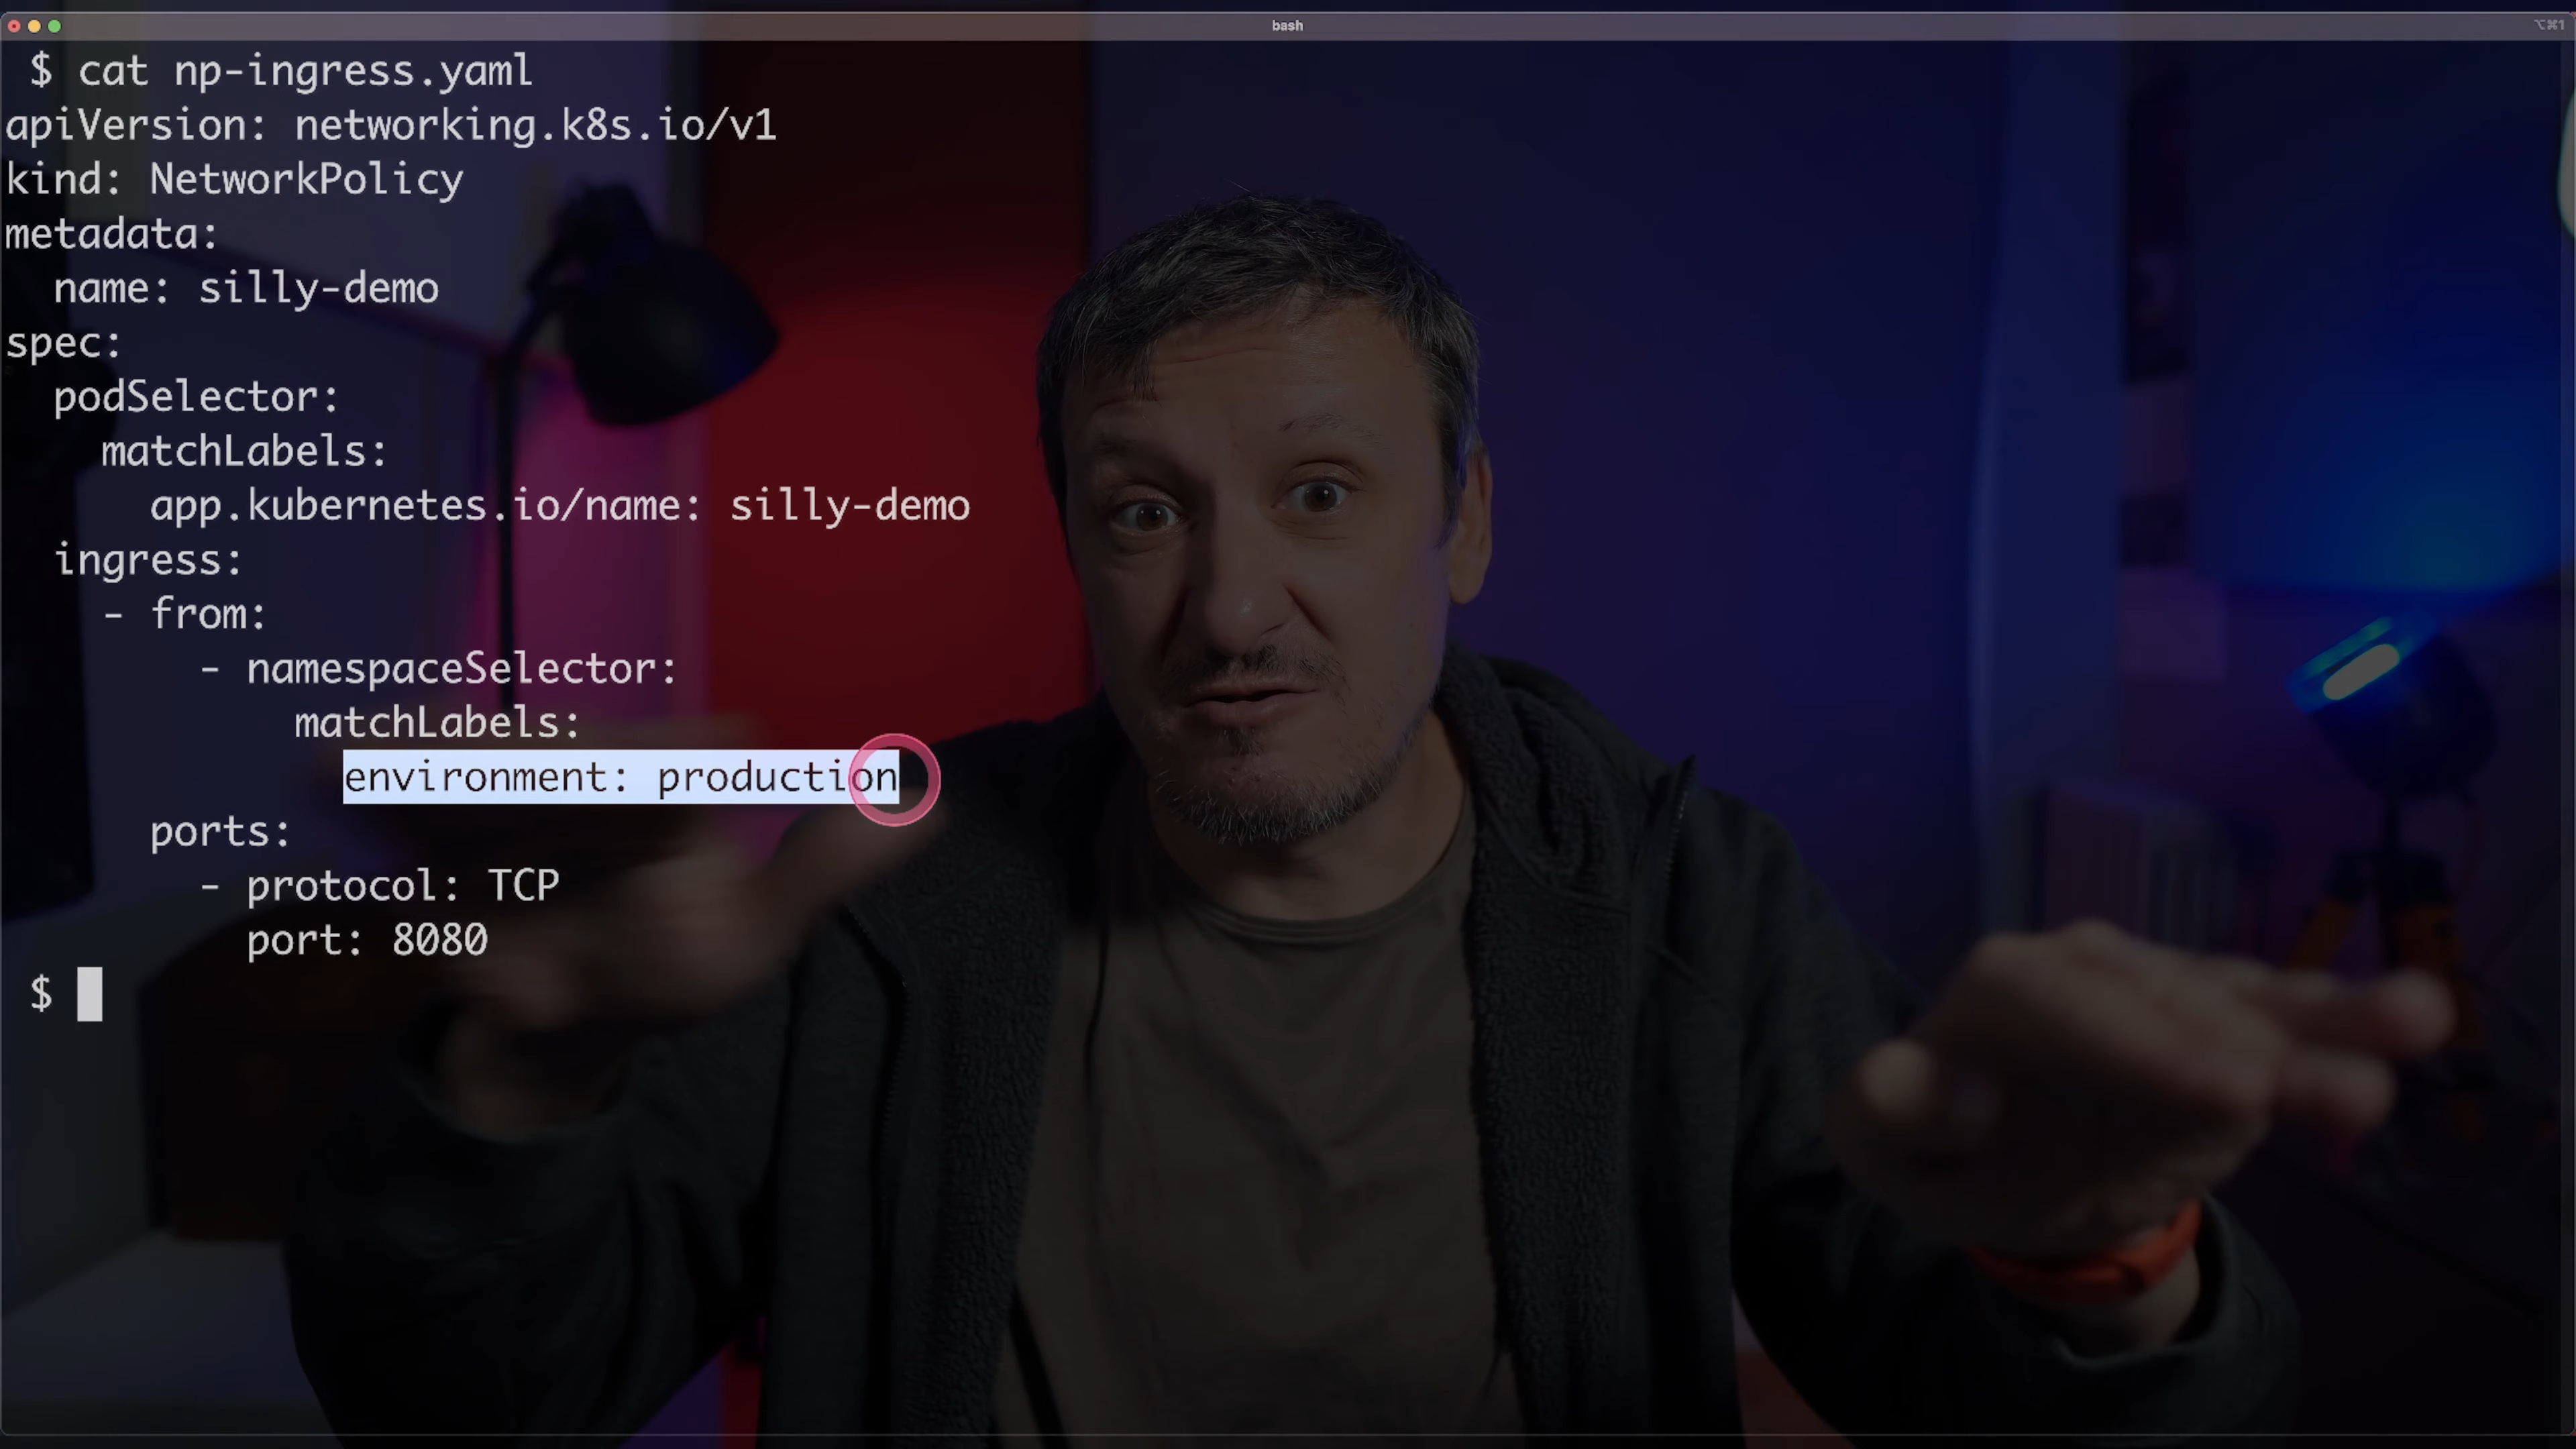 bash
⌥⌘1
$ cat np-ingress.yaml
apiVersion: networking.k8s.io/v1
kind: NetworkPolicy
metadata:
  name: silly-demo
spec:
  podSelector:
    matchLabels:
      app.kubernetes.io/name: silly-demo
  ingress:
    - from:
        - namespaceSelector:
            matchLabels:
              environment: production
      ports:
        - protocol: TCP
          port: 8080
$